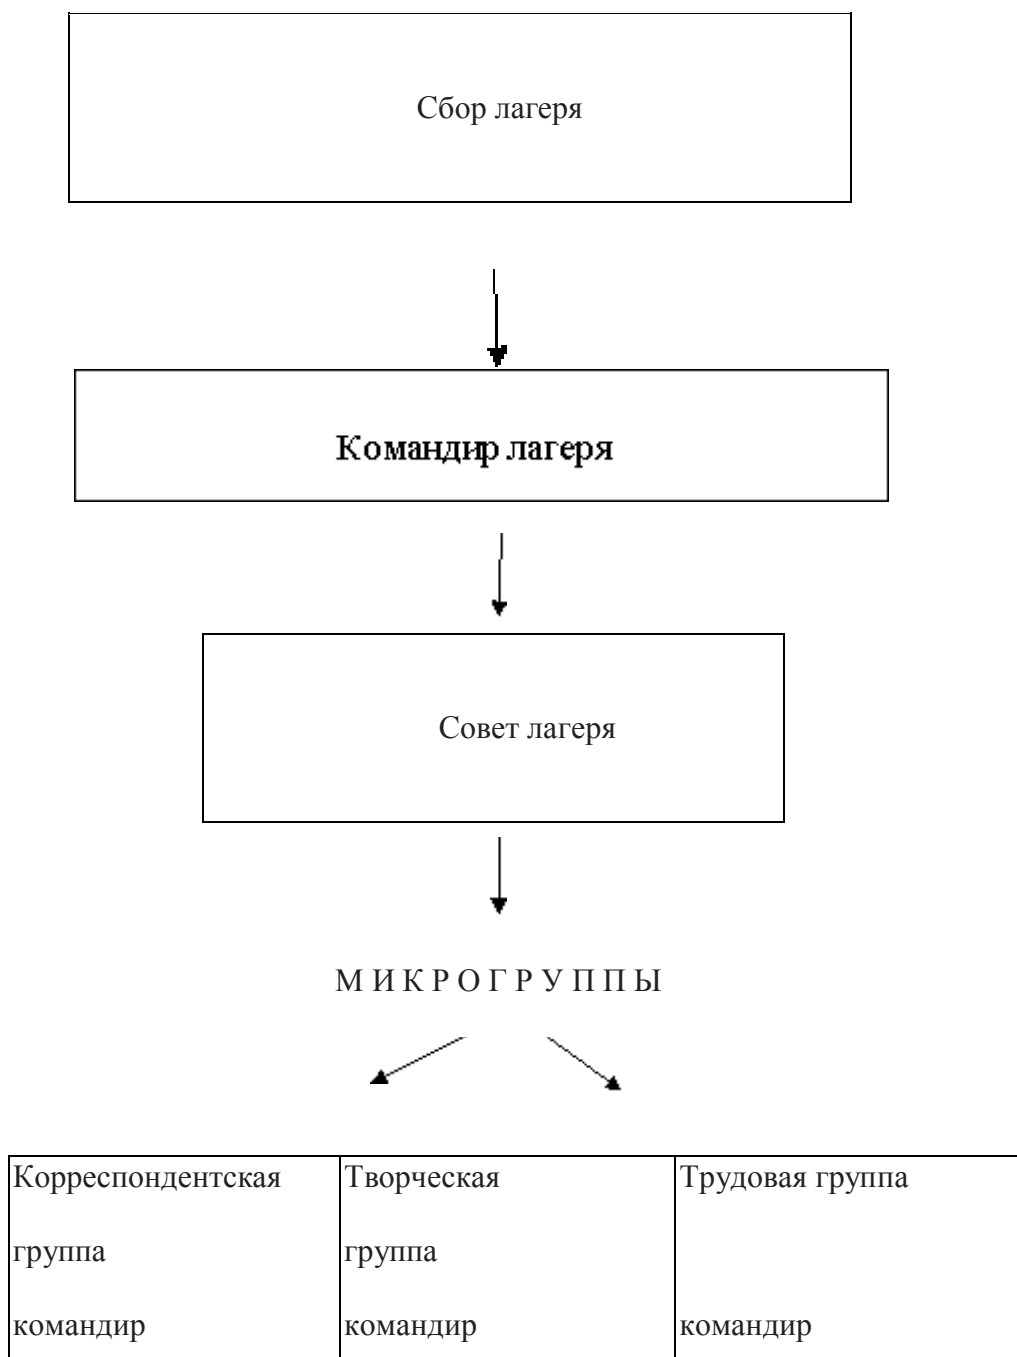 Сбор лагеря
Командир лагеря
Совет лагеря
М И К Р О Г Р У П П Ы
Корреспондентская
группа
командир
Творческая
группа
командир
Трудовая группа
командир